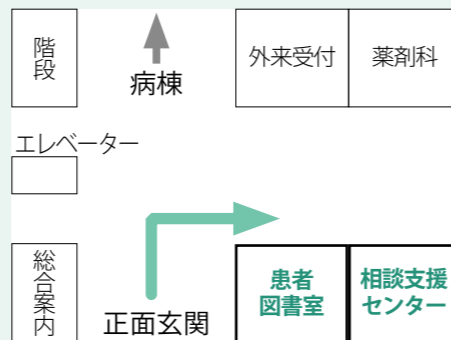 階段
病棟
外来受付
薬剤科
エレベーター
総合案内
正面玄関
患者
図書室
相談支援
センター